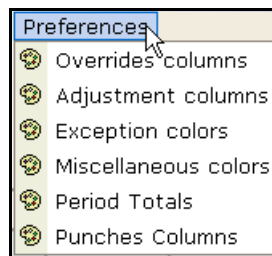 Preferences
Overrides columns
Adjustment columns
Exception colors
Miscellaneous colors
Period Totals
Punches Columns